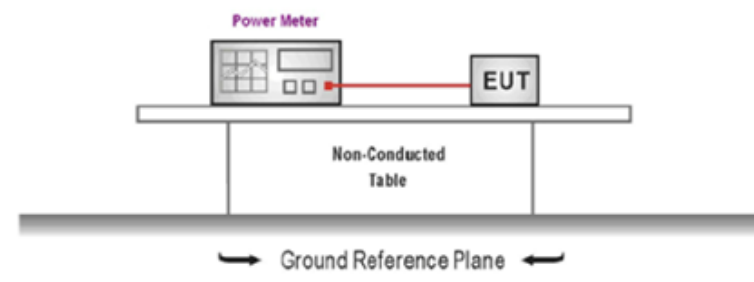 Power Meter
EUT
Non-Conducted
Table
Ground Reference Plane